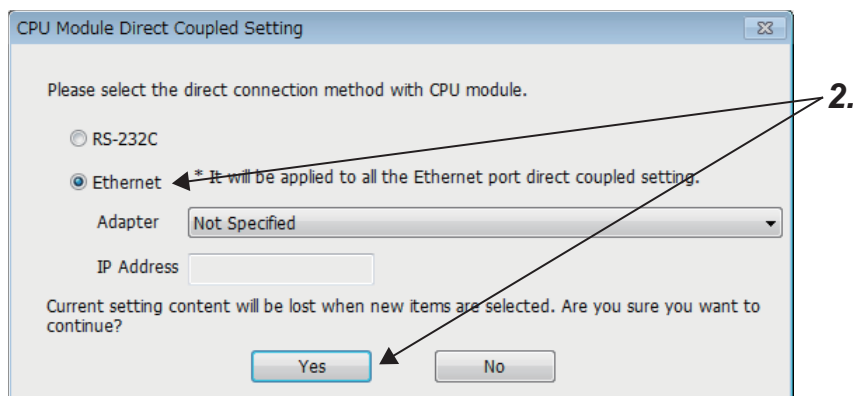 CPU Module Direct Coupled Setting
Please select the direct connection method with CPU module.
2.
RS-232C
Ethernet * It will be applied to all the Ethernet port direct coupled setting.
Adapter Not Specified
IP Address
Current setting content will be lost when new items are selected. Are you sure you want to
continue?
Yes No